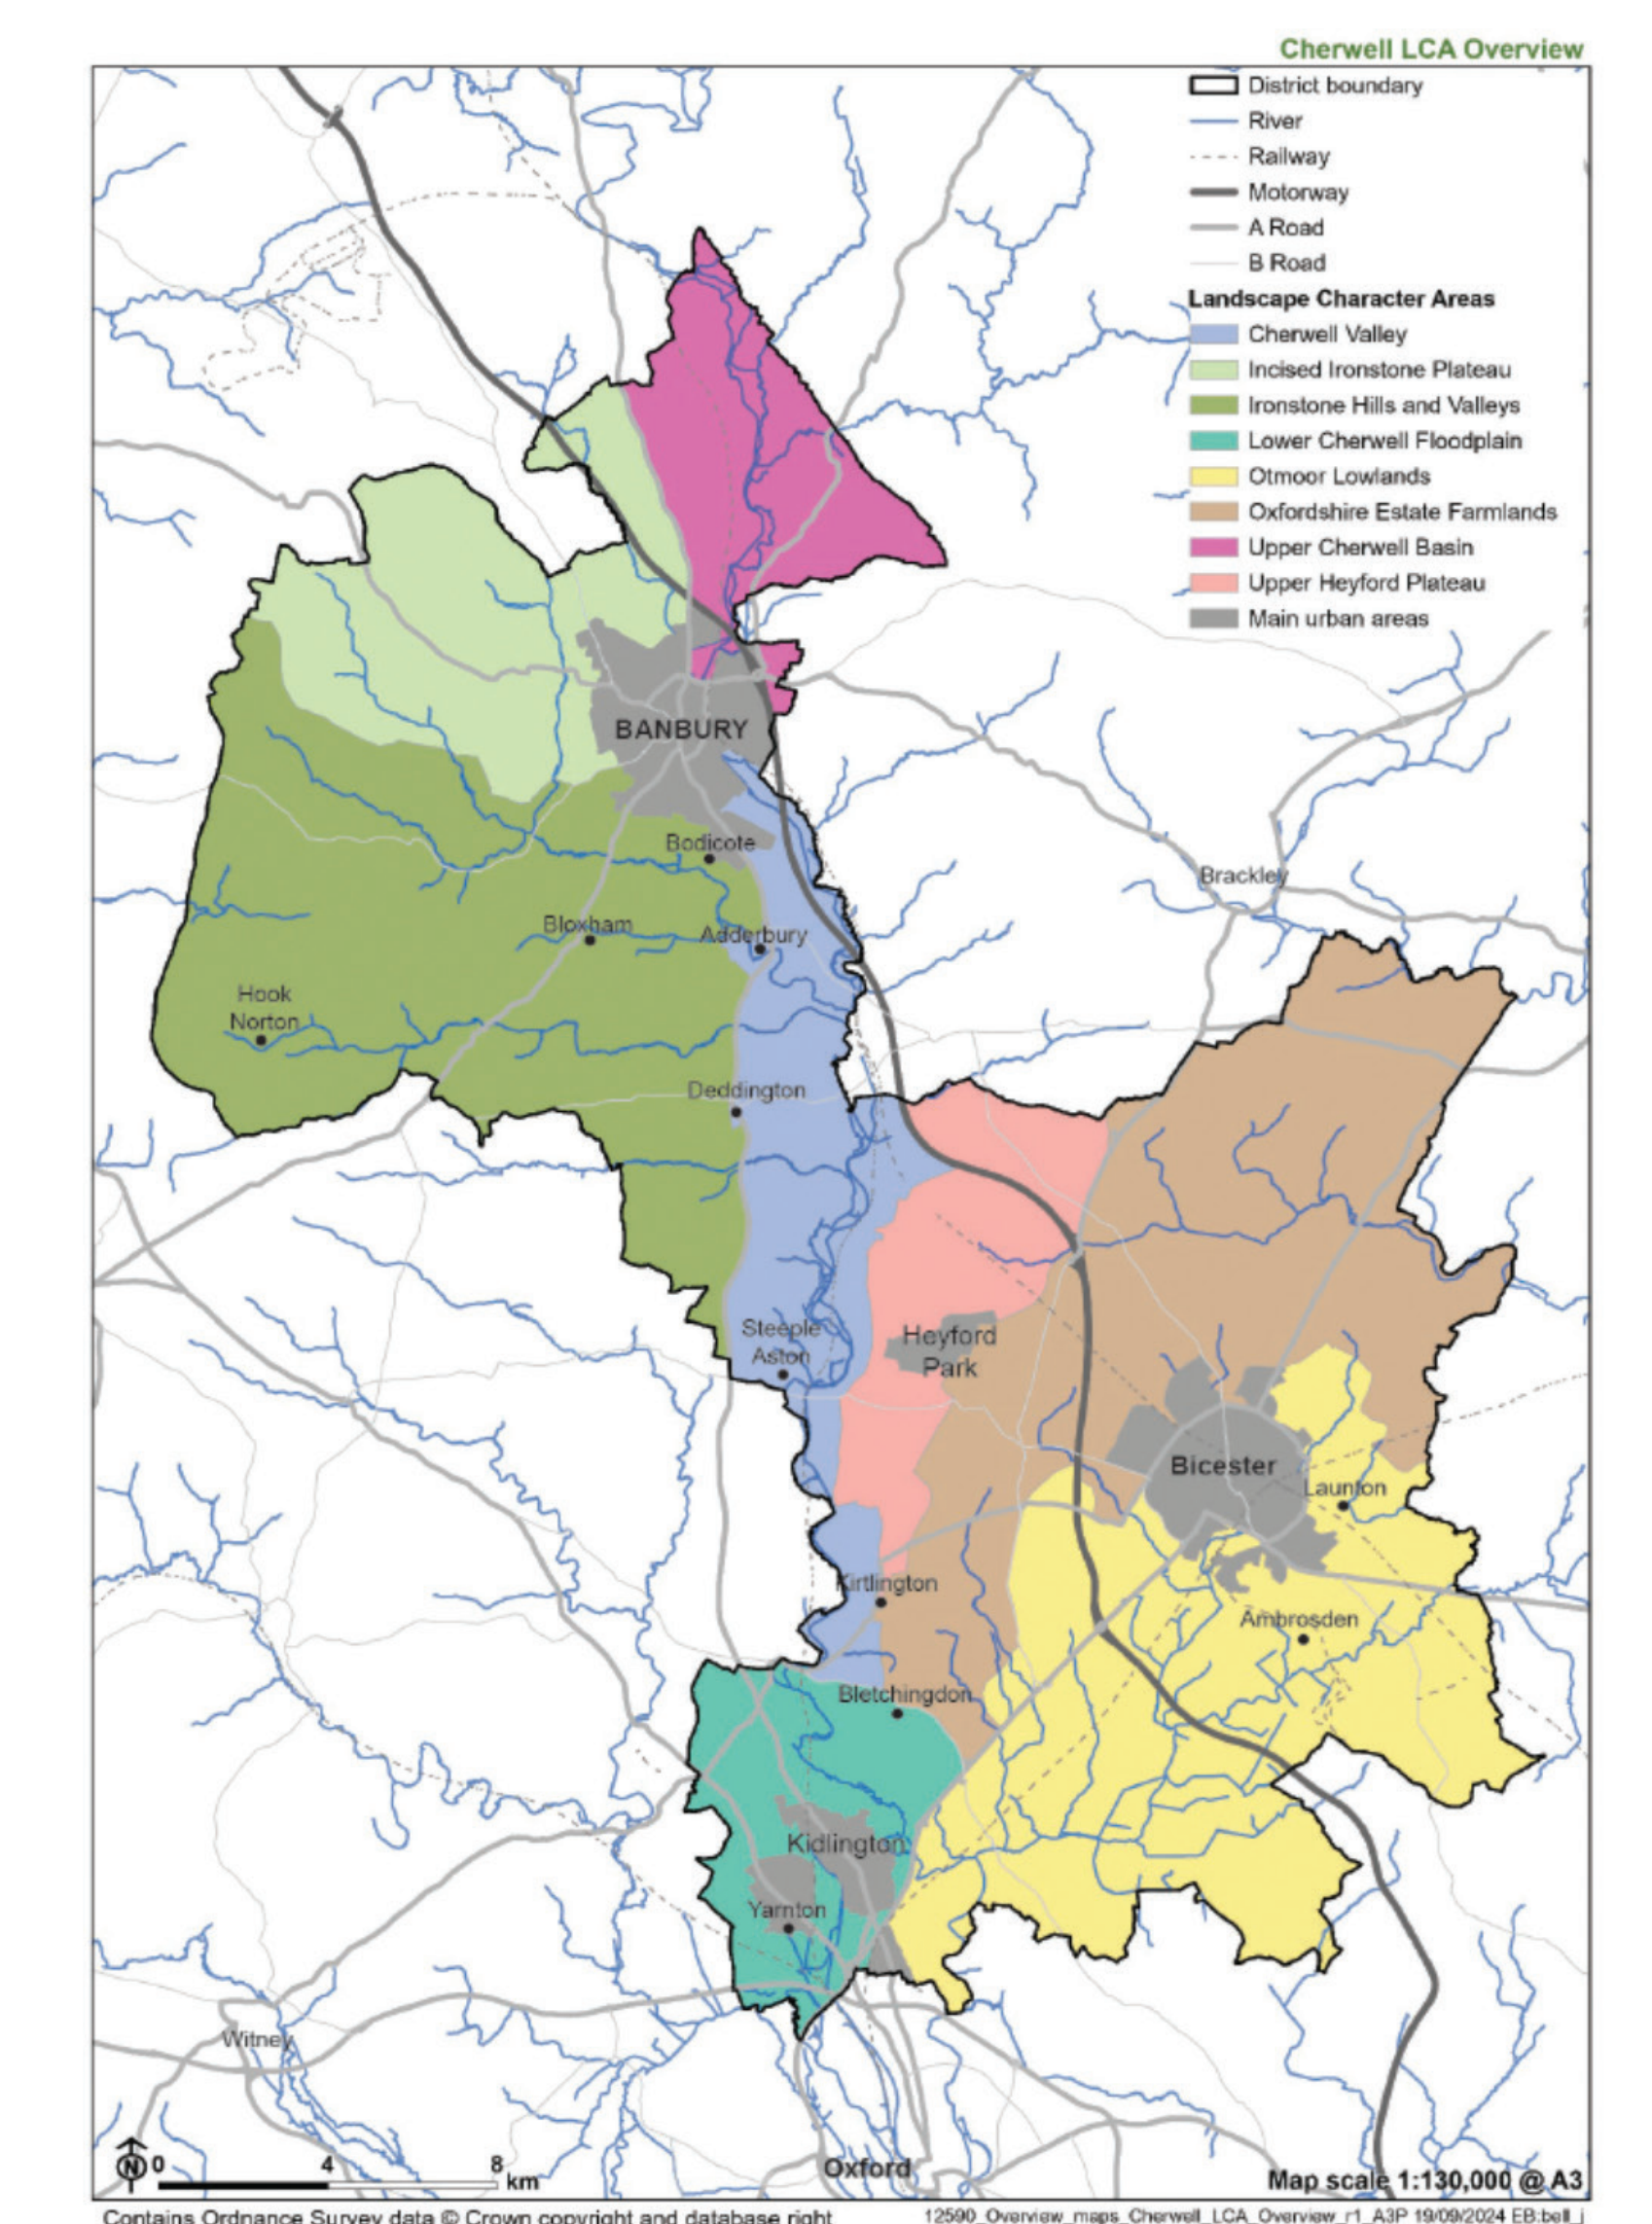 Cherwell LCA Overview
District boundary
River
Railway
Motorway
A Road
B Road
Landscape Character Areas
Cherwell Valley
Incised Ironstone Plateau
Ironstone Hills and Valleys
Lower Cherwell Floodplain
Otmoor Lowlands
Oxfordshire Estate Farmlands
Upper Cherwell Basin
Upper Heyford Plateau
Main urban areas
BANBURY
Bodicote
Brackley
Bloxham
Adderbury
Hook
Norton
Deddington
Steeple
Aston
Heyford
Park
Bicester
Launton
Kirtlington
Ambrosden
Bletchingdon
Kidlington
Yarnton
Witney
Oxford
N 0 4 8 km
Map scale 1:130,000 @ A3
Contains Ordnance Survey data © Crown copyright and database right
12590_Overview_maps_Cherwell_LCA_Overview_r1_A3P 19/09/2024 EB:bell_j